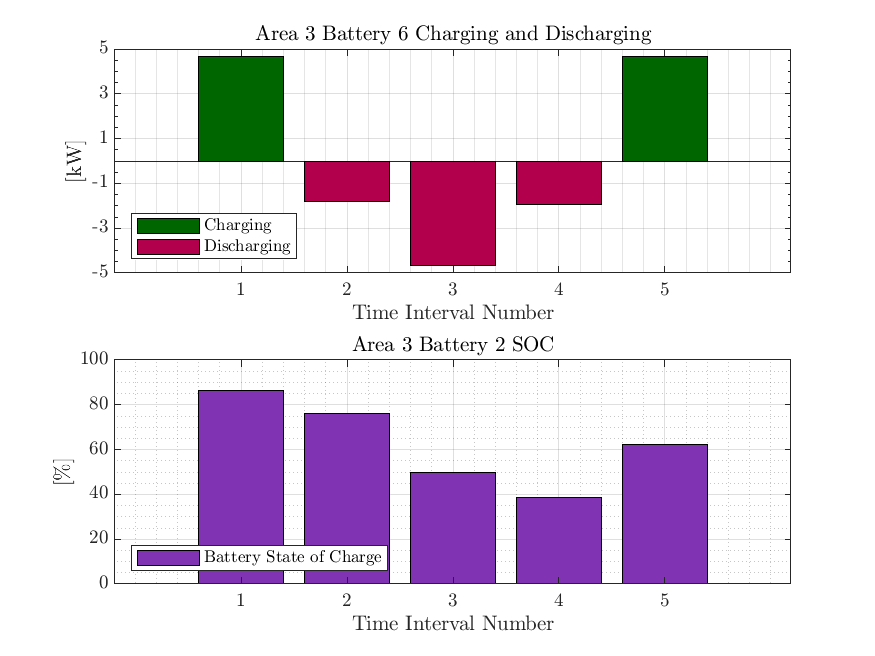 Area 3 Battery 6 Charging and Discharging
5
3
1
-1
-3
-5
[kW]
Charging
Discharging
1 2 3 4 5
Time Interval Number
Area 3 Battery 2 SOC
100
80
60
40
20
0
[%]
Battery State of Charge
1 2 3 4 5
Time Interval Number